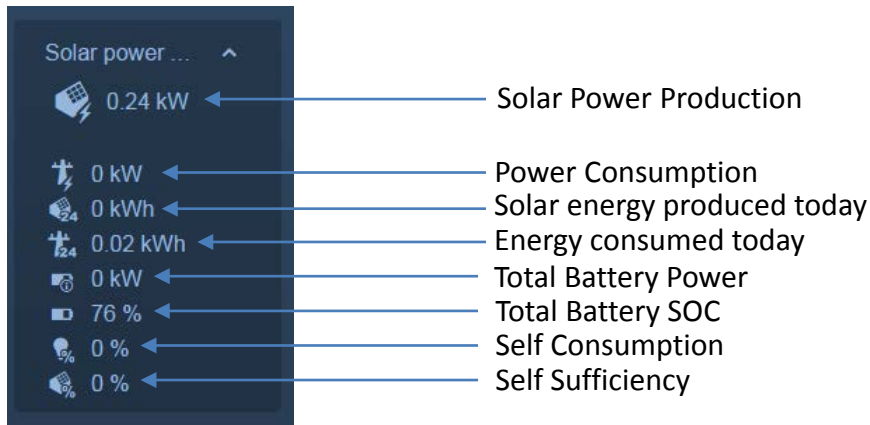 Solar power ...
0.24 kW Solar Power Production
0 kW Power Consumption
24 0 kWh Solar energy produced today
24 0.02 kWh Energy consumed today
0 kW Total Battery Power
76 % Total Battery SOC
% 0 % Self Consumption
% 0 % Self Sufficiency